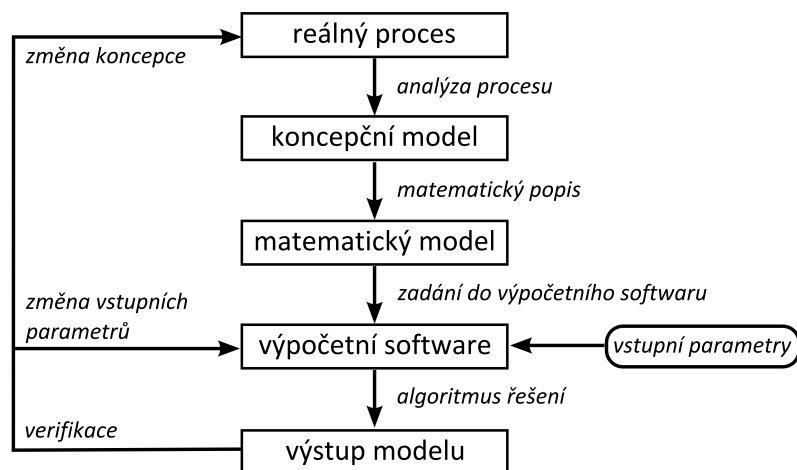 reálný proces
změna koncepce
analýza procesu
koncepční model
matematický popis
matematický model
zadání do výpočetního softwaru
změna vstupních
parametrů
výpočetní software
vstupní parametry
algoritmus řešení
verifikace
výstup modelu